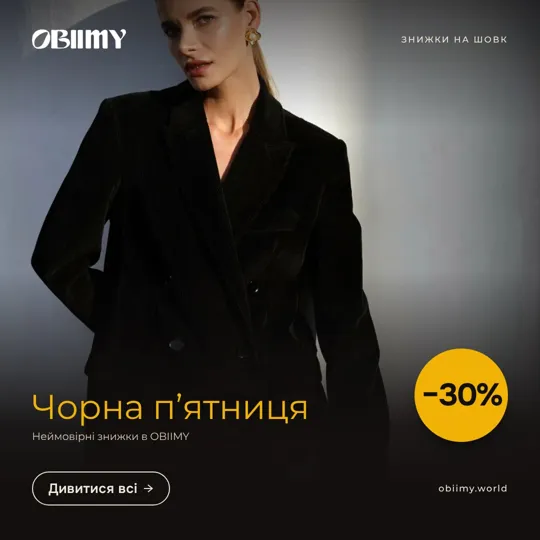 OBIIMY
ЗНИЖКИ НА ШОВК
Чорна п’ятниця
Неймовірні знижки в OBIIMY
−30%
Дивитися всі →
obiimy.world